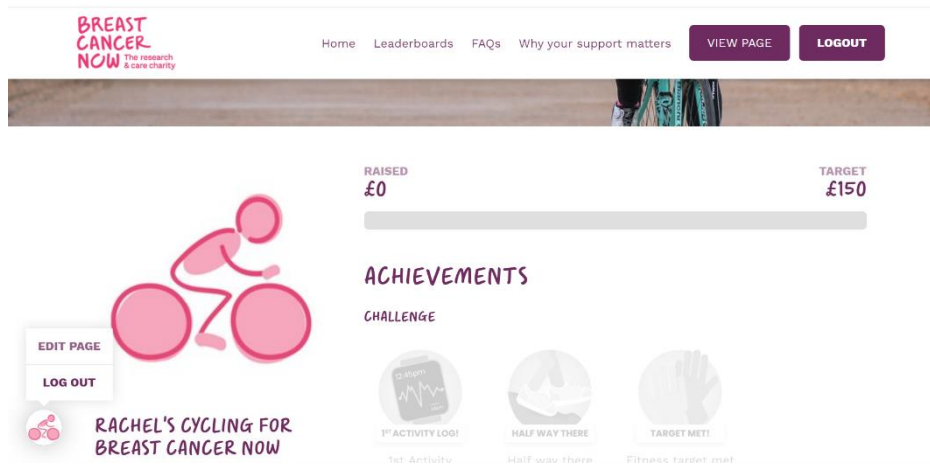 BREAST
CANCER
NOW The research
& care charity
Home Leaderboards FAQs Why your support matters VIEW PAGE LOGOUT
RAISED TARGET
£0 £150
ACHIEVEMENTS
CHALLENGE
EDIT PAGE
LOG OUT
12:45pm
1ST ACTIVITY LOG! HALF WAY THERE TARGET MET!
1st Activity Half way there Fitness target met
RACHEL'S CYCLING FOR
BREAST CANCER NOW